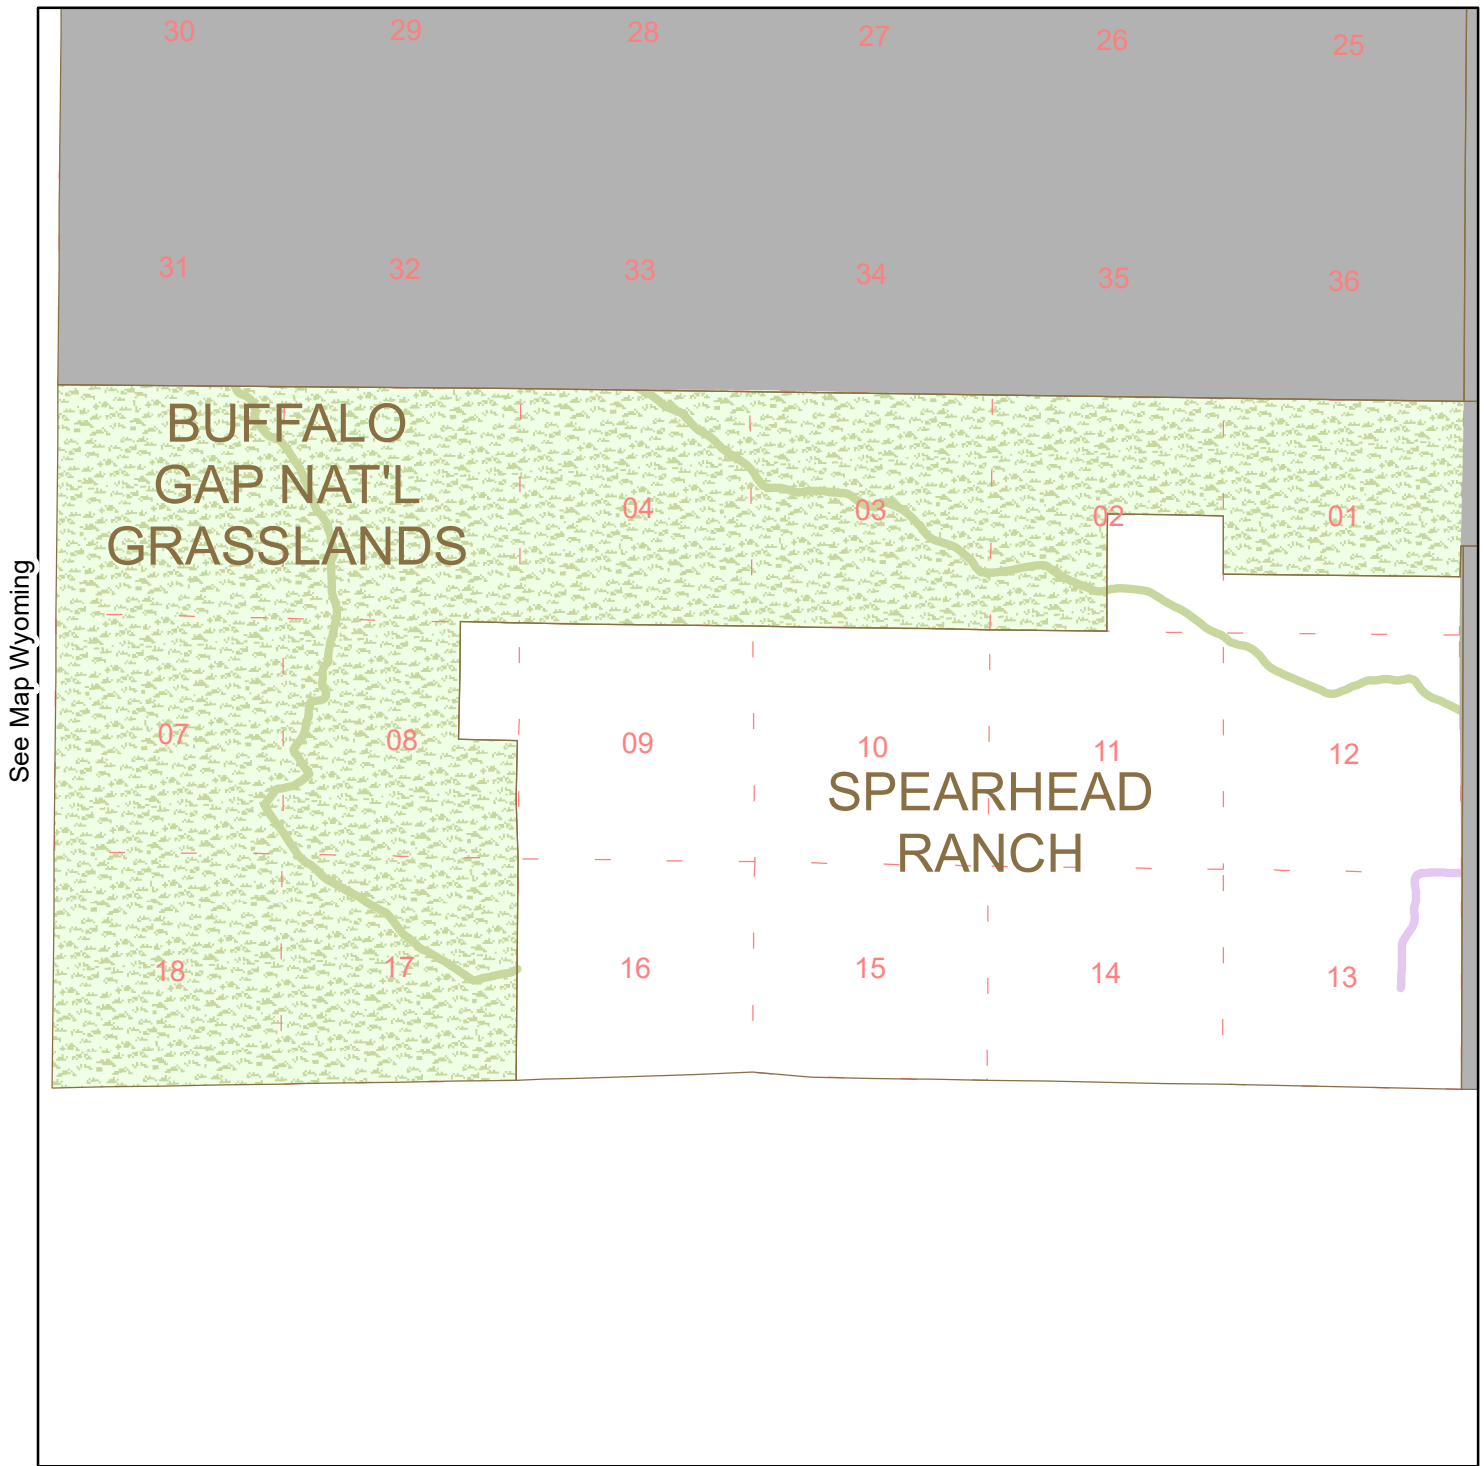 30 29 28 27 26 25
31 32 33 34 35 36
BUFFALO
GAP NAT'L
GRASSLANDS
04 03 02 01
See Map Wyoming
07 08 09 10 11 12
SPEARHEAD
RANCH
18 17 16 15 14 13